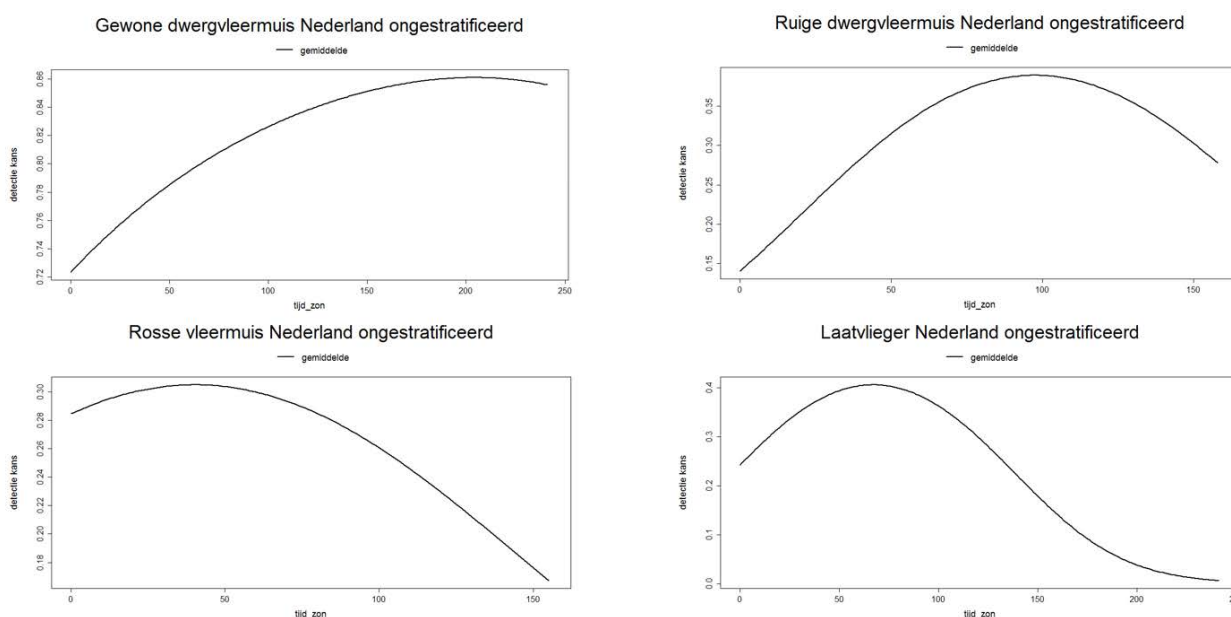 Gewone dwergvleermuis Nederland ongestratificeerd
gemiddelde
detectie kans
0.86
0.84
0.82
0.80
0.78
0.76
0.74
0.72
0 50 100 150 200 250
tijd_zon
Ruige dwergvleermuis Nederland ongestratificeerd
gemiddelde
detectie kans
0.35
0.30
0.25
0.20
0.15
0 50 100 150
tijd_zon
Rosse vleermuis Nederland ongestratificeerd
gemiddelde
detectie kans
0.30
0.28
0.26
0.24
0.22
0.20
0.18
0 50 100 150
tijd_zon
Laatvlieger Nederland ongestratificeerd
gemiddelde
detectie kans
0.4
0.3
0.2
0.1
0.0
0 50 100 150 200
tijd_zon